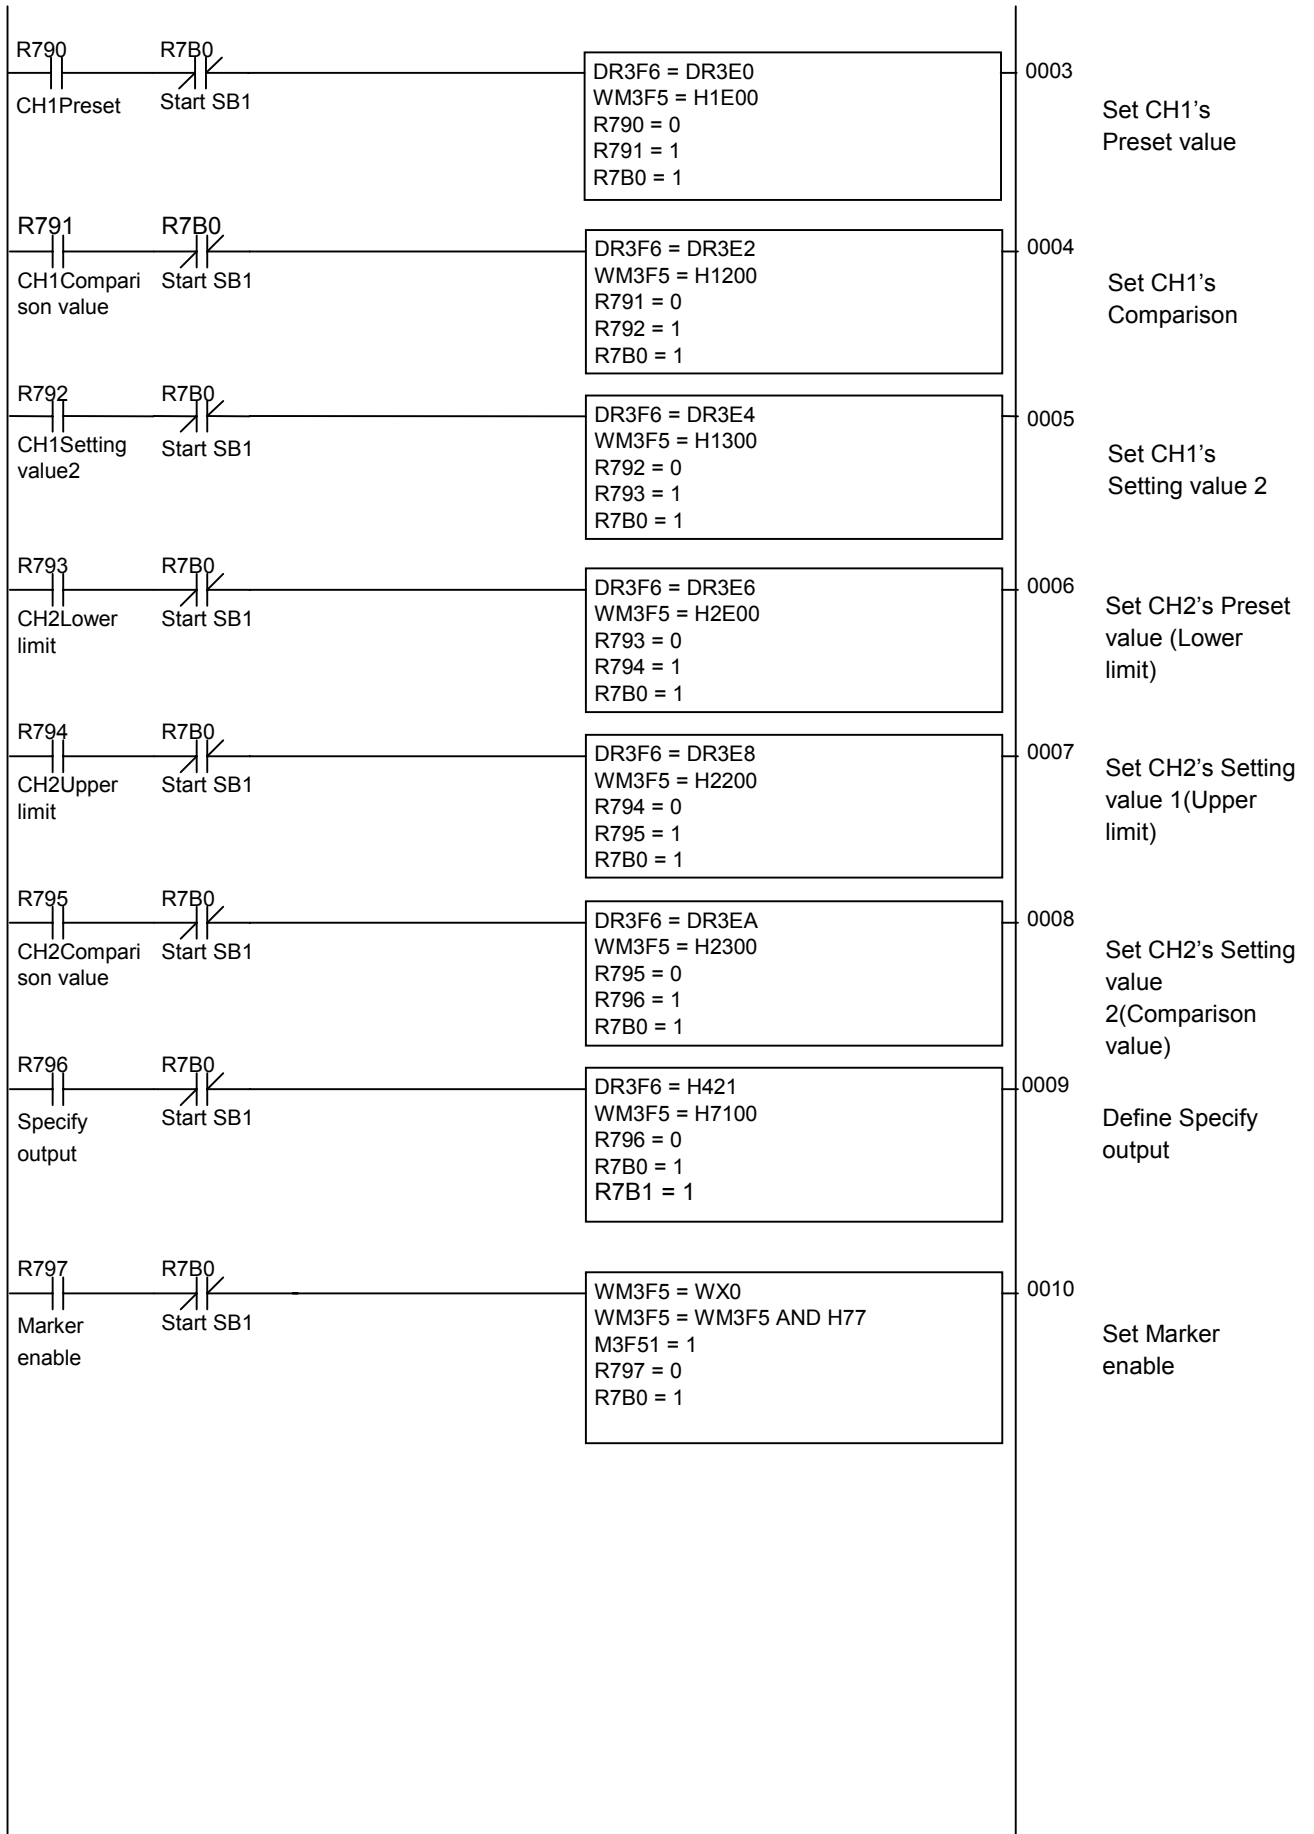 R790
R7B0
CH1Preset
Start SB1
DR3F6 = DR3E0
WM3F5 = H1E00
R790 = 0
R791 = 1
R7B0 = 1
0003
Set CH1’s
Preset value
R791
R7B0
CH1Compari
son value
Start SB1
DR3F6 = DR3E2
WM3F5 = H1200
R791 = 0
R792 = 1
R7B0 = 1
0004
Set CH1’s
Comparison
R792
R7B0
CH1Setting
value2
Start SB1
DR3F6 = DR3E4
WM3F5 = H1300
R792 = 0
R793 = 1
R7B0 = 1
0005
Set CH1’s
Setting value 2
R793
R7B0
CH2Lower
limit
Start SB1
DR3F6 = DR3E6
WM3F5 = H2E00
R793 = 0
R794 = 1
R7B0 = 1
0006
Set CH2’s Preset
value (Lower
limit)
R794
R7B0
CH2Upper
limit
Start SB1
DR3F6 = DR3E8
WM3F5 = H2200
R794 = 0
R795 = 1
R7B0 = 1
0007
Set CH2’s Setting
value 1(Upper
limit)
R795
R7B0
CH2Compari
son value
Start SB1
DR3F6 = DR3EA
WM3F5 = H2300
R795 = 0
R796 = 1
R7B0 = 1
0008
Set CH2’s Setting
value
2(Comparison
value)
R796
R7B0
Specify
output
Start SB1
DR3F6 = H421
WM3F5 = H7100
R796 = 0
R7B0 = 1
R7B1 = 1
0009
Define Specify
output
R797
R7B0
Marker
enable
Start SB1
WM3F5 = WX0
WM3F5 = WM3F5 AND H77
M3F51 = 1
R797 = 0
R7B0 = 1
0010
Set Marker
enable